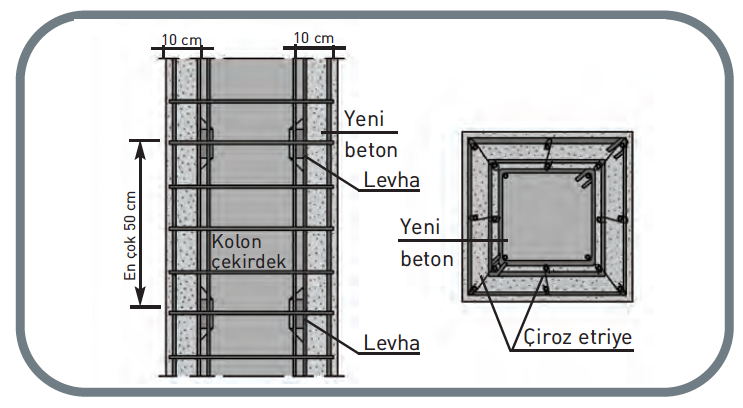 10 cm
10 cm
Yeni
beton
Levha
En çok 50 cm
Kolon
çekirdek
Levha
Yeni
beton
Çiroz etriye